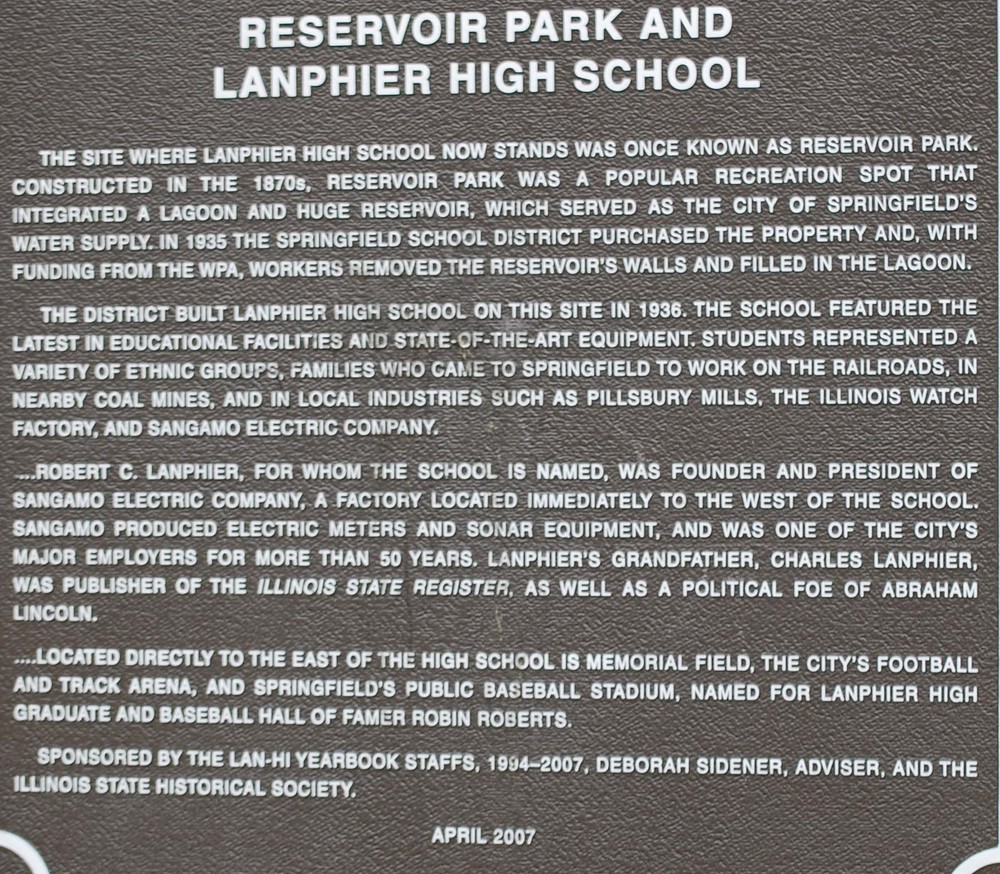 RESERVOIR PARK AND
LANPHIER HIGH SCHOOL
THE SITE WHERE LANPHIER HIGH SCHOOL NOW STANDS WAS ONCE KNOWN AS RESERVOIR PARK.
CONSTRUCTED IN THE 1870s, RESERVOIR PARK WAS A POPULAR RECREATION SPOT THAT
INTEGRATED A LAGOON AND HUGE RESERVOIR, WHICH SERVED AS THE CITY OF SPRINGFIELD'S
WATER SUPPLY. IN 1935 THE SPRINGFIELD SCHOOL DISTRICT PURCHASED THE PROPERTY AND, WITH
FUNDING FROM THE WPA, WORKERS REMOVED THE RESERVOIR'S WALLS AND FILLED IN THE LAGOON.
THE DISTRICT BUILT LANPHIER HIGH SCHOOL ON THIS SITE IN 1936. THE SCHOOL FEATURED THE
LATEST IN EDUCATIONAL FACILITIES AND STATE-OF-THE-ART EQUIPMENT. STUDENTS REPRESENTED A
VARIETY OF ETHNIC GROUPS, FAMILIES WHO CAME TO SPRINGFIELD TO WORK ON THE RAILROADS, IN
NEARBY COAL MINES, AND IN LOCAL INDUSTRIES SUCH AS PILLSBURY MILLS, THE ILLINOIS WATCH
FACTORY, AND SANGAMO ELECTRIC COMPANY.
....ROBERT C. LANPHIER, FOR WHOM THE SCHOOL IS NAMED, WAS FOUNDER AND PRESIDENT OF
SANGAMO ELECTRIC COMPANY, A FACTORY LOCATED IMMEDIATELY TO THE WEST OF THE SCHOOL.
SANGAMO PRODUCED ELECTRIC METERS AND SONAR EQUIPMENT, AND WAS ONE OF THE CITY'S
MAJOR EMPLOYERS FOR MORE THAN 50 YEARS. LANPHIER'S GRANDFATHER, CHARLES LANPHIER,
WAS PUBLISHER OF THE ILLINOIS STATE REGISTER, AS WELL AS A POLITICAL FOE OF ABRAHAM
LINCOLN.
....LOCATED DIRECTLY TO THE EAST OF THE HIGH SCHOOL IS MEMORIAL FIELD, THE CITY'S FOOTBALL
AND TRACK ARENA, AND SPRINGFIELD'S PUBLIC BASEBALL STADIUM, NAMED FOR LANPHIER HIGH
GRADUATE AND BASEBALL HALL OF FAMER ROBIN ROBERTS.
SPONSORED BY THE LAN-HI YEARBOOK STAFFS, 1994–2007, DEBORAH SIDENER, ADVISER, AND THE
ILLINOIS STATE HISTORICAL SOCIETY.
APRIL 2007